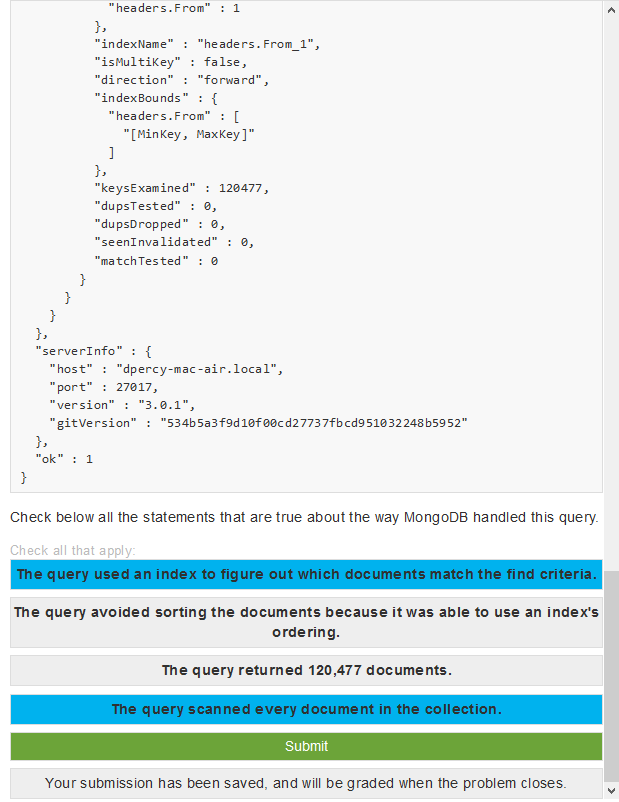 "headers.From" : 1
},
"indexName" : "headers.From_1",
"isMultiKey" : false,
"direction" : "forward",
"indexBounds" : {
"headers.From" : [
"[MinKey, MaxKey]"
]
},
"keysExamined" : 120477,
"dupsTested" : 0,
"dupsDropped" : 0,
"seenInvalidated" : 0,
"matchTested" : 0
}
}
}
},
"serverInfo" : {
"host" : "dpercy-mac-air.local",
"port" : 27017,
"version" : "3.0.1",
"gitVersion" : "534b5a3f9d10f00cd27737fbcd951032248b5952"
},
"ok" : 1
}
Check below all the statements that are true about the way MongoDB handled this query.
Check all that apply:
The query used an index to figure out which documents match the find criteria.
The query avoided sorting the documents because it was able to use an index's
ordering.
The query returned 120,477 documents.
The query scanned every document in the collection.
Submit
Your submission has been saved, and will be graded when the problem closes.